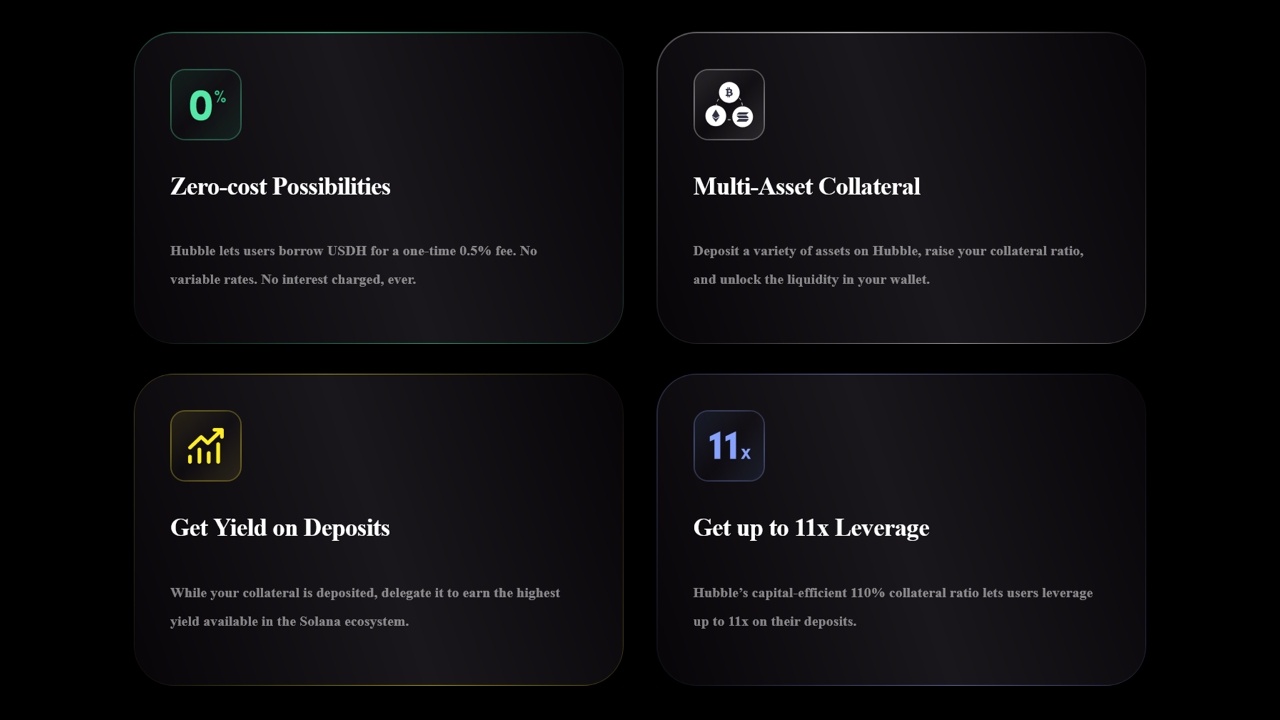 0%
Zero-cost Possibilities
Hubble lets users borrow USDH for a one-time 0.5% fee. No
variable rates. No interest charged, ever.
Multi-Asset Collateral
Deposit a variety of assets on Hubble, raise your collateral ratio,
and unlock the liquidity in your wallet.
Get Yield on Deposits
While your collateral is deposited, delegate it to earn the highest
yield available in the Solana ecosystem.
11x
Get up to 11x Leverage
Hubble’s capital-efficient 110% collateral ratio lets users leverage
up to 11x on their deposits.